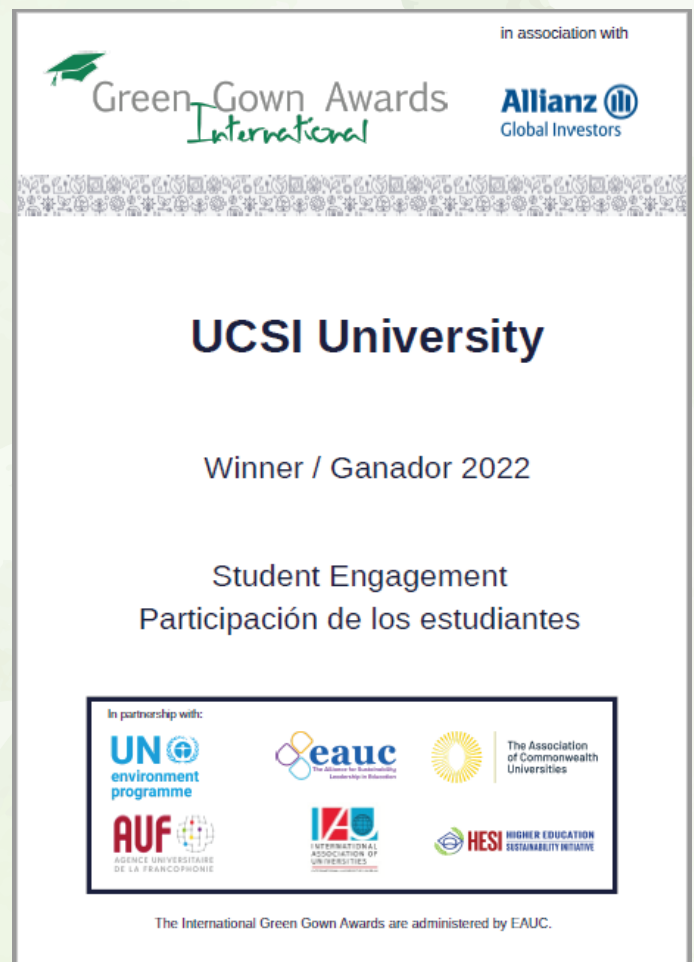 in association with
Green Gown Awards
International
Allianz
Global Investors
UCSI University
Winner / Ganador 2022
Student Engagement
Participación de los estudiantes
In partnership with:
UN
environment
programme
eauc
The Alliance for Sustainability
Leadership in Education
The Association
of Commonwealth
Universities
AUF
AGENCE UNIVERSITAIRE
DE LA FRANCOPHONIE
IAU
INTERNATIONAL
ASSOCIATION OF
UNIVERSITIES
HESI HIGHER EDUCATION
SUSTAINABILITY INITIATIVE
The International Green Gown Awards are administered by EAUC.